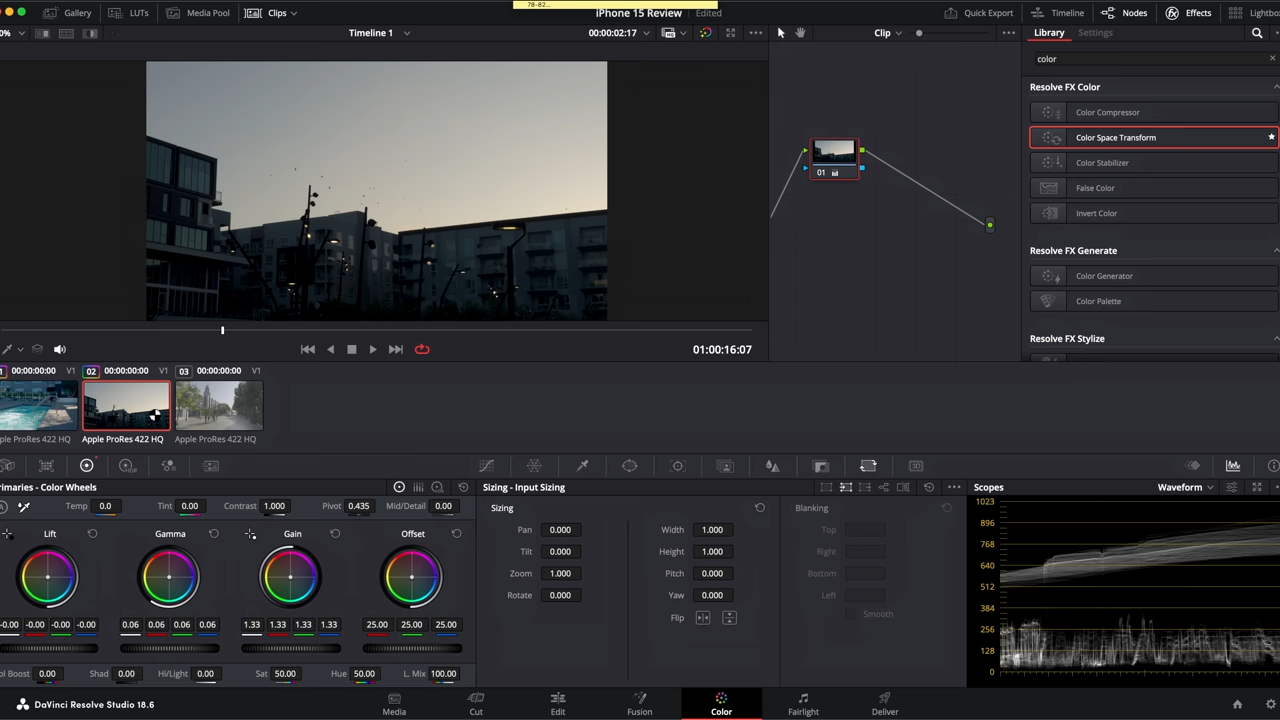 78-82...
Gallery LUTs Media Pool Clips iPhone 15 Review Edited Quick Export Timeline Nodes Effects Lightbo
0% Timeline 1 00:00:02:17 Clip Library Settings
color
Resolve FX Color
Color Compressor
Color Space Transform
Color Stabilizer
False Color
Invert Color
01
Resolve FX Generate
Color Generator
Color Palette
Resolve FX Stylize
01:00:16:07
1 00:00:00:00 V1 02 00:00:00:00 V1 03 00:00:00:00 V1
ple ProRes 422 HQ Apple ProRes 422 HQ Apple ProRes 422 HQ
3D
rimaries - Color Wheels Sizing - Input Sizing Scopes Waveform
Temp 0.0 Tint 0.00 Contrast 1.000 Pivot 0.435 Mid/Detail 0.00
Lift Gamma Gain Offset
-0.00 -0.00 -0.00 -0.00 0.06 0.06 0.06 0.06 1.33 1.33 1.33 1.33 25.00 25.00 25.00
ol Boost 0.00 Shad 0.00 Hi/Light 0.00 Sat 50.00 Hue 50.00 L. Mix 100.00
Sizing Blanking
Pan 0.000 Width 1.000 Top
Tilt 0.000 Height 1.000 Right
Zoom 1.000 Pitch 0.000 Bottom
Rotate 0.000 Yaw 0.000 Left
Flip Smooth
1023
896
768
640
512
384
256
128
0
DaVinci Resolve Studio 18.6 Media Cut Edit Fusion Color Fairlight Deliver